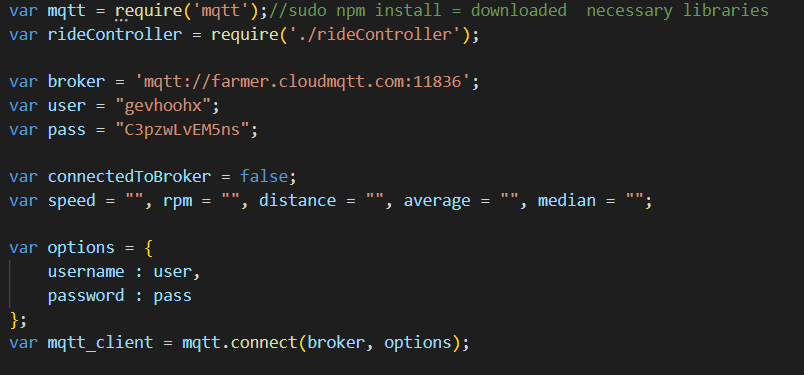 var mqtt = require('mqtt');//sudo npm install = downloaded  necessary libraries
var rideController = require('./rideController');

var broker = 'mqtt://farmer.cloudmqtt.com:11836';
var user = "gevhoohx";
var pass = "C3pzwLvEM5ns";

var connectedToBroker = false;
var speed = "", rpm = "", distance = "", average = "", median = "";

var options = {
    username : user,
    password : pass
};
var mqtt_client = mqtt.connect(broker, options);